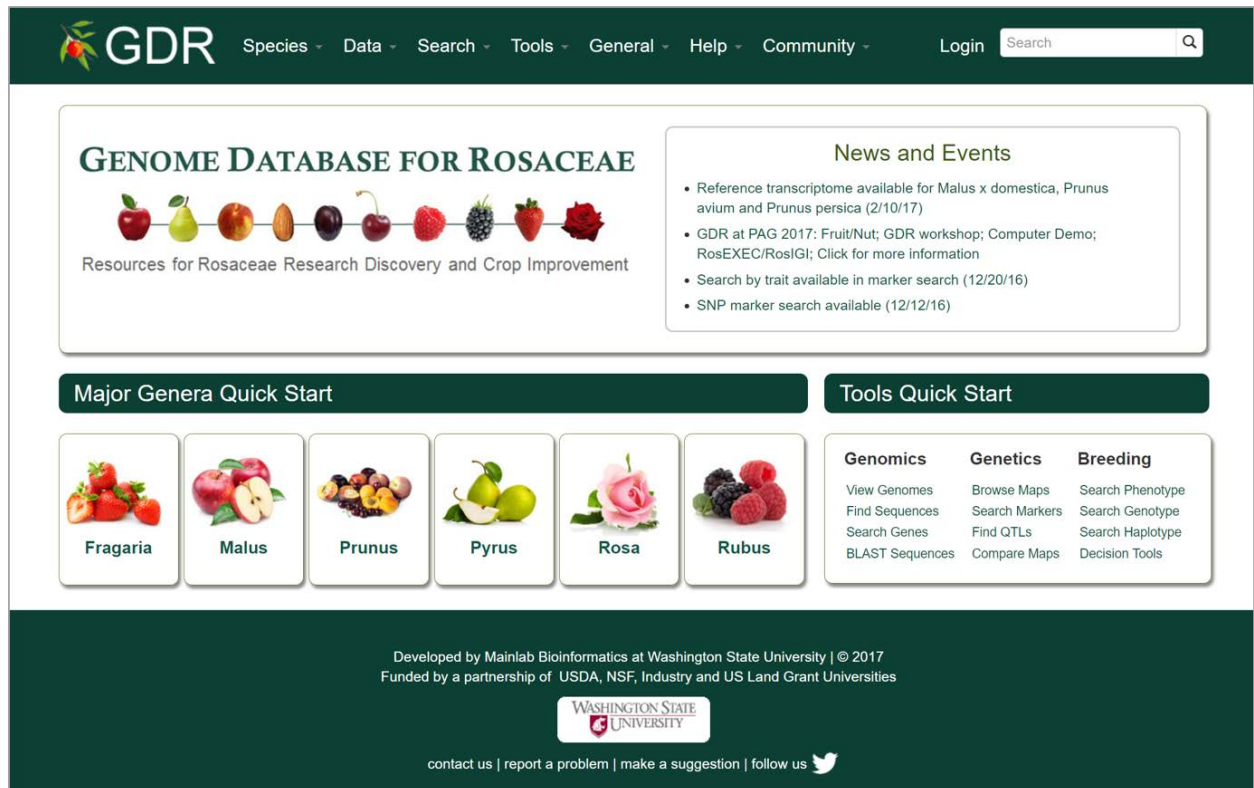 GDR
Species Data Search Tools General Help Community Login Search
GENOME DATABASE FOR ROSACEAE
Resources for Rosaceae Research Discovery and Crop Improvement
News and Events
• Reference transcriptome available for Malus x domestica, Prunus
avium and Prunus persica (2/10/17)
• GDR at PAG 2017: Fruit/Nut; GDR workshop; Computer Demo;
RosEXEC/RosIGI; Click for more information
• Search by trait available in marker search (12/20/16)
• SNP marker search available (12/12/16)
Major Genera Quick Start
Fragaria Malus Prunus Pyrus Rosa Rubus
Tools Quick Start
Genomics Genetics Breeding
View Genomes Browse Maps Search Phenotype
Find Sequences Search Markers Search Genotype
Search Genes Find QTLs Search Haplotype
BLAST Sequences Compare Maps Decision Tools
Developed by Mainlab Bioinformatics at Washington State University | © 2017
Funded by a partnership of USDA, NSF, Industry and US Land Grant Universities
WASHINGTON STATE
UNIVERSITY
contact us | report a problem | make a suggestion | follow us